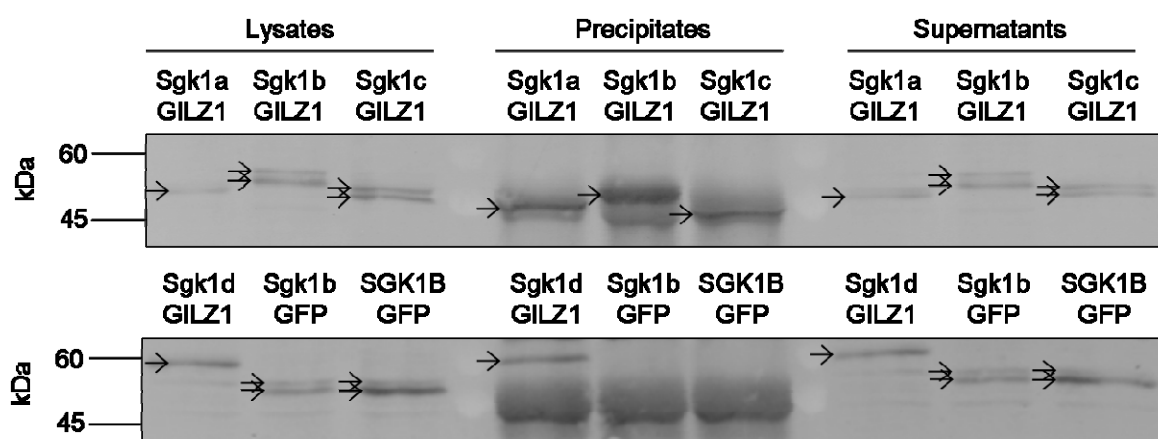 Lysates Precipitates Supernatants
Sgk1a Sgk1b Sgk1c Sgk1a Sgk1b Sgk1c Sgk1a Sgk1b Sgk1c
GILZ1 GILZ1 GILZ1 GILZ1 GILZ1 GILZ1 GILZ1 GILZ1 GILZ1
60
kDa
45
Sgk1d Sgk1b SGK1B Sgk1d Sgk1b SGK1B Sgk1d Sgk1b SGK1B
GILZ1 GFP GFP GILZ1 GFP GFP GILZ1 GFP GFP
60
kDa
45